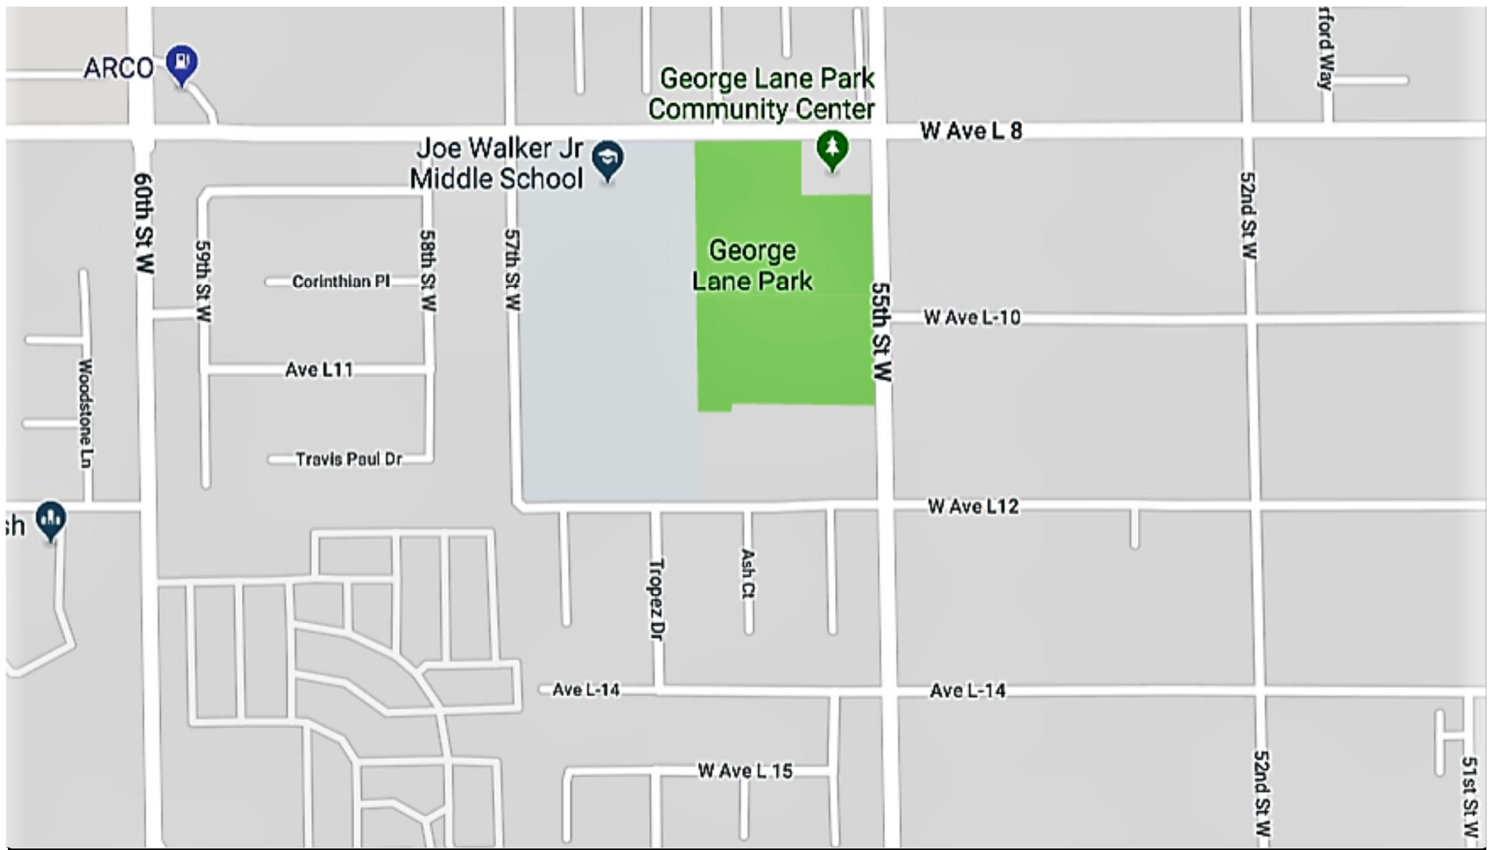 ARCO
George Lane Park
Community Center
rford Way
W Ave L 8
Joe Walker Jr
Middle School
60th St W
59th St W
58th St W
57th St W
52nd St W
George
Lane Park
Corinthian Pl
55th St W
W Ave L-10
Ave L11
Woodstone Ln
Travis Paul Dr
sh
W Ave L12
Tropez Dr
Ash Ct
Ave L-14
Ave L-14
W Ave L 15
52nd St W
51st St W